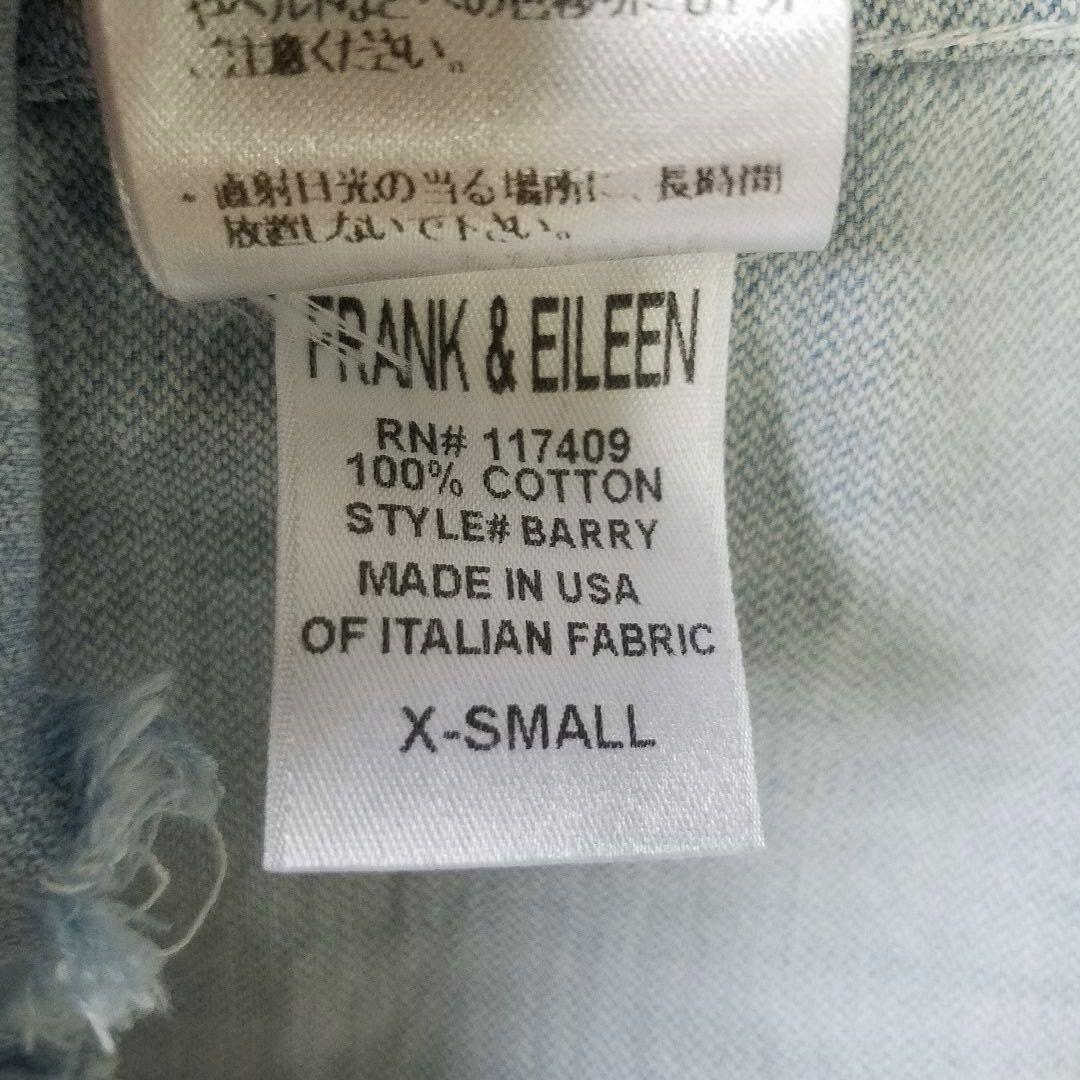 ご注意ください。
・直射日光の当る場所に、長時間
放置しないで下さい。
FRANK & EILEEN
RN# 117409
100% COTTON
STYLE# BARRY
MADE IN USA
OF ITALIAN FABRIC
X-SMALL